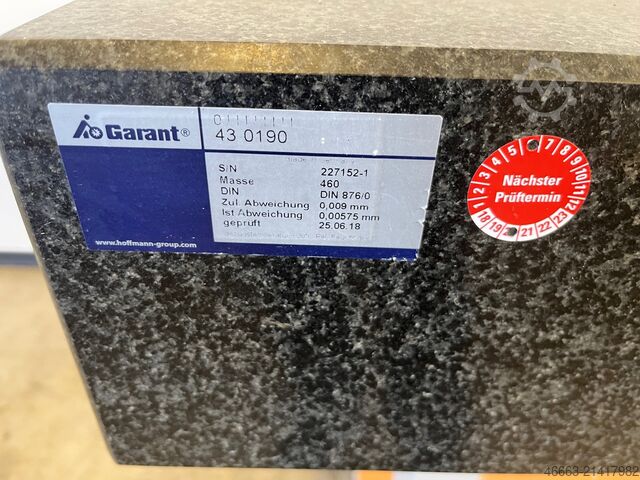 Garant®
43 0190
S/N 227152-1
Masse 460
DIN DIN 876/0
Zul. Abweichung 0,009 mm
Ist Abweichung 0,00575 mm
geprüft 25.06.18
www.hoffmann-group.com
1 2 3 4 5 7 8 9 10 11 12
Nächster
Prüftermin
18 19 20 21 22 23
46663-21417982